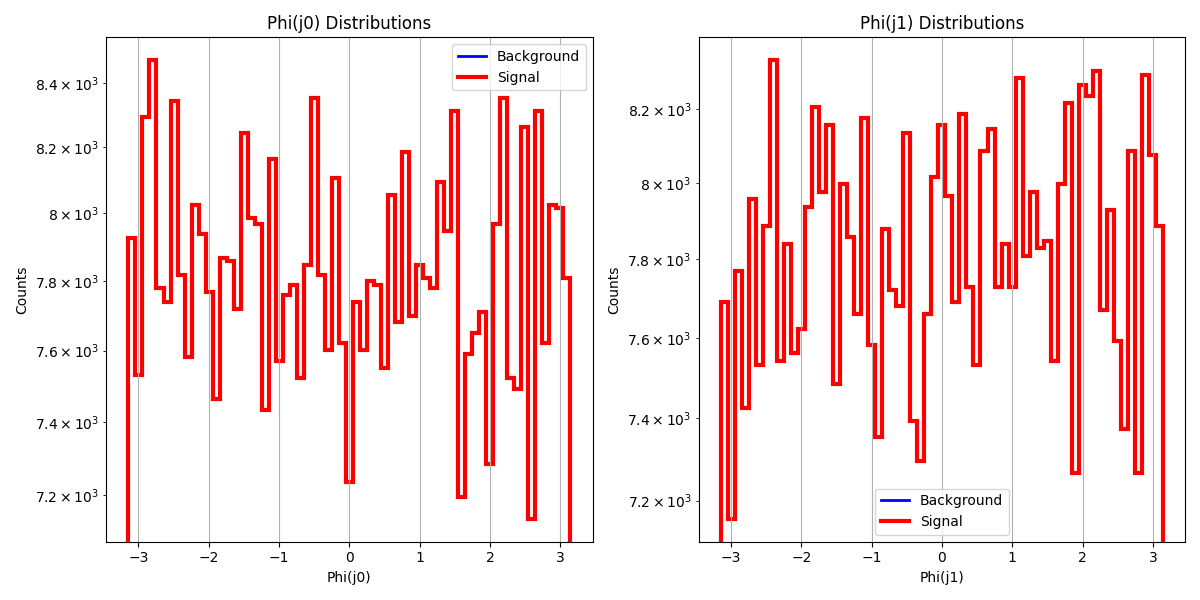 Phi(j0) Distributions
Counts
8.4 × 10³
8.2 × 10³
8 × 10³
7.8 × 10³
7.6 × 10³
7.4 × 10³
7.2 × 10³
Background
Signal
−3 −2 −1 0 1 2 3
Phi(j0)
Phi(j1) Distributions
Counts
8.2 × 10³
8 × 10³
7.8 × 10³
7.6 × 10³
7.4 × 10³
7.2 × 10³
Background
Signal
−3 −2 −1 0 1 2 3
Phi(j1)